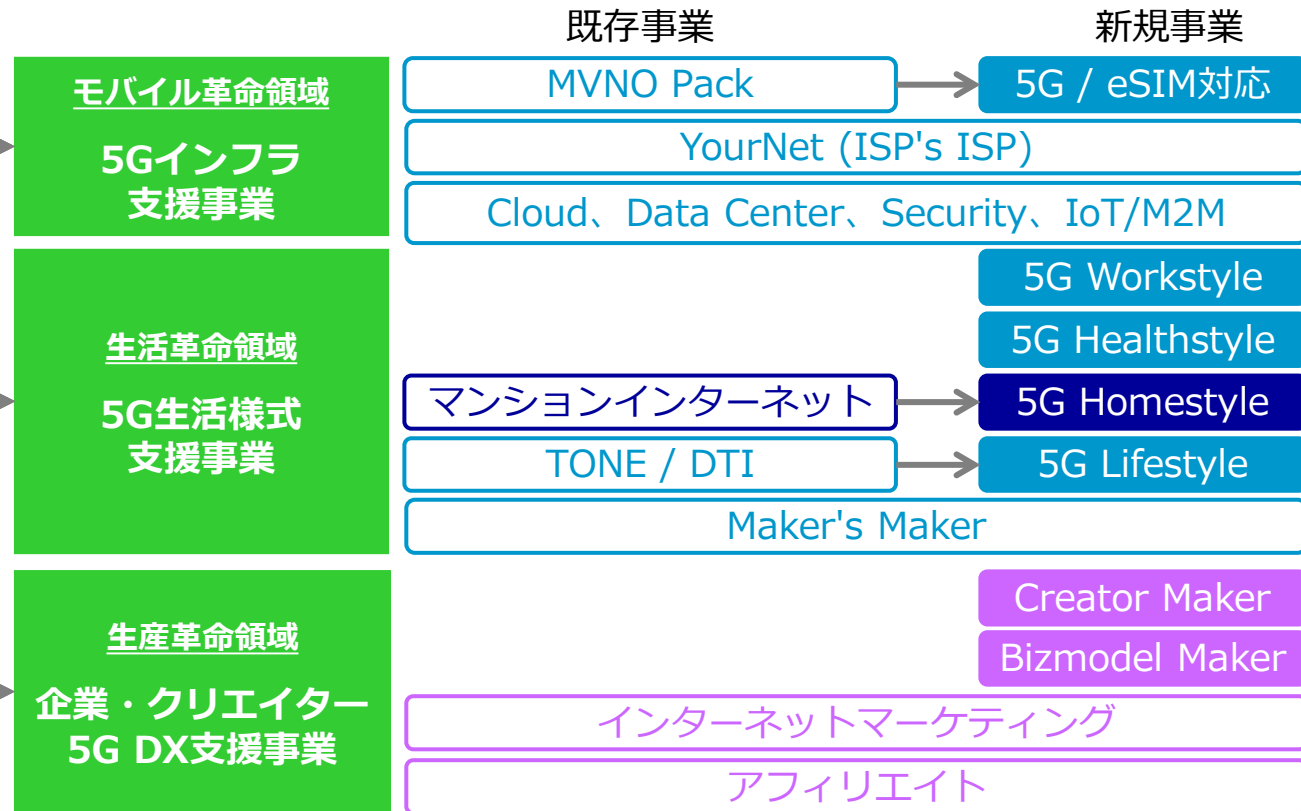 既存事業
新規事業
モバイル革命領域
5Gインフラ
支援事業
MVNO Pack
5G / eSIM対応
YourNet (ISP's ISP)
Cloud、Data Center、Security、IoT/M2M
生活革命領域
5G生活様式
支援事業
5G Workstyle
5G Healthstyle
マンションインターネット
5G Homestyle
TONE / DTI
5G Lifestyle
Maker's Maker
生産革命領域
企業・クリエイター
5G DX支援事業
Creator Maker
Bizmodel Maker
インターネットマーケティング
アフィリエイト